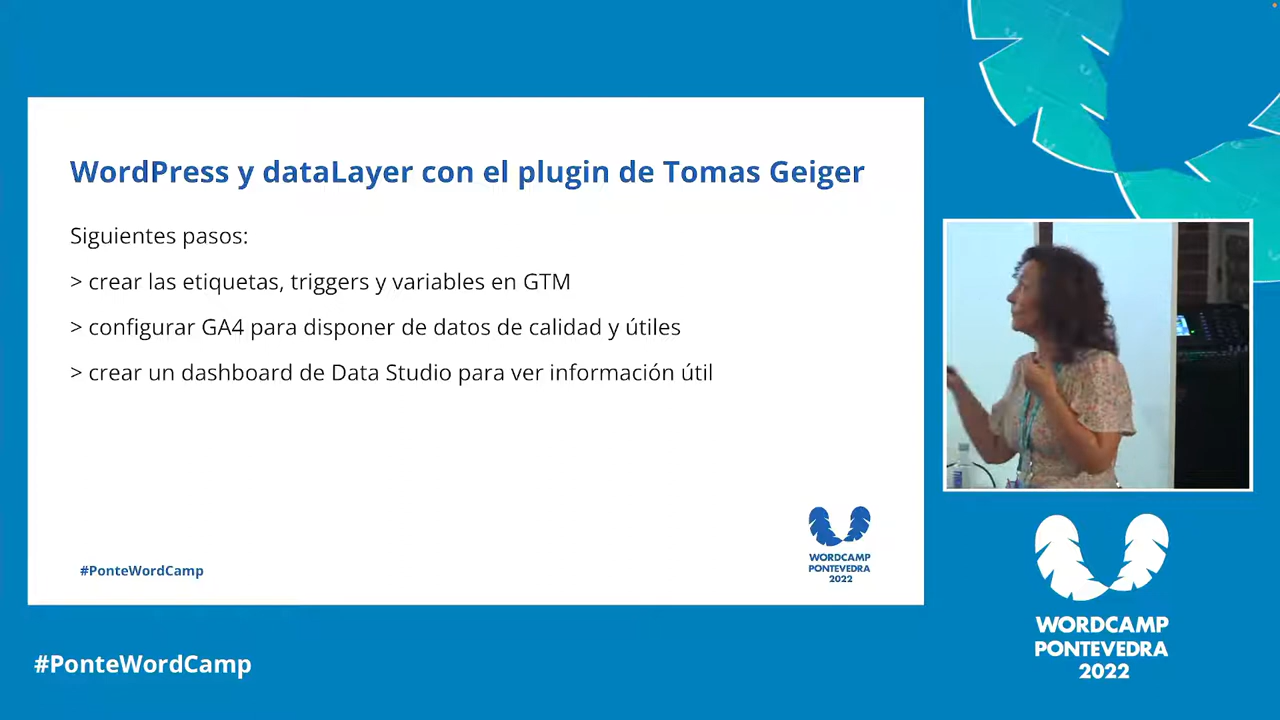 WordPress y dataLayer con el plugin de Tomas Geiger
Siguientes pasos:
> crear las etiquetas, triggers y variables en GTM
> configurar GA4 para disponer de datos de calidad y útiles
> crear un dashboard de Data Studio para ver información útil
#PonteWordCamp
WORDCAMP
PONTEVEDRA
2022
#PonteWordCamp
WORDCAMP
PONTEVEDRA
2022